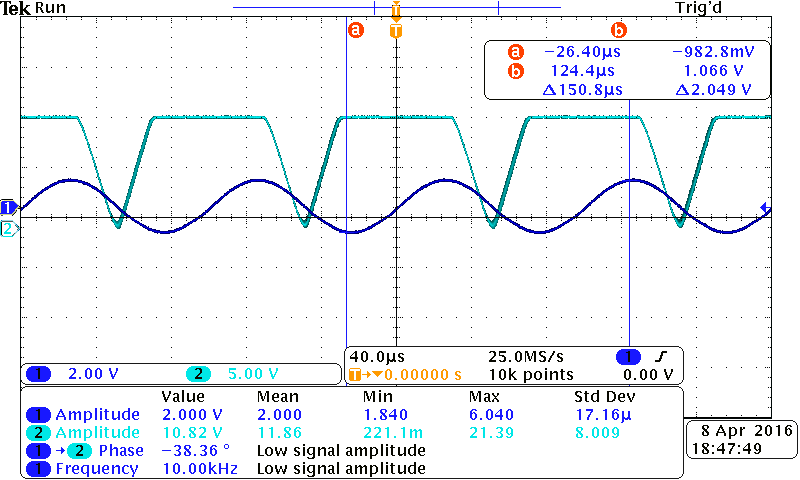 Tek Run Trig'd
T
a b
a −26.40µs −982.8mV
b 124.4µs 1.066 V
Δ150.8µs Δ2.049 V
T
1
2
1 2.00 V 2 5.00 V
40.0µs 25.0MS/s 1 0.00 V
T→▼0.00000 s 10k points
Value Mean Min Max Std Dev
1 Amplitude 2.000 V 2.000 1.840 6.040 17.16µ
2 Amplitude 10.82 V 11.86 221.1m 21.39 8.009
1 → 2 Phase −38.36 ° Low signal amplitude
1 Frequency 10.00kHz Low signal amplitude
8 Apr 2016
18:47:49